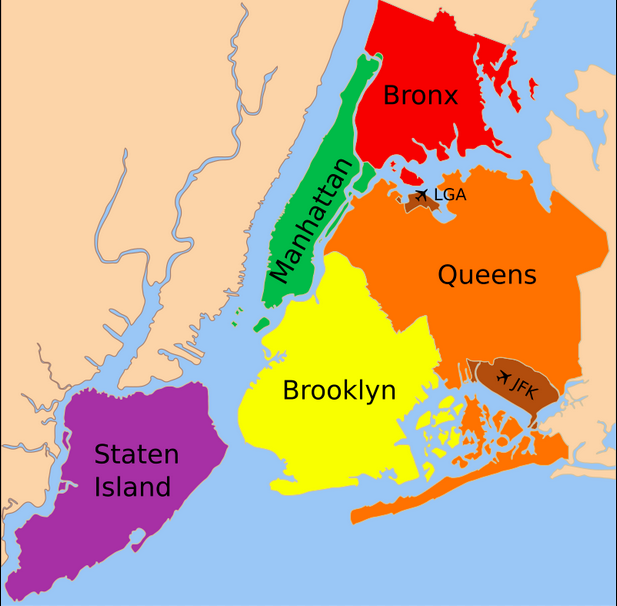 Bronx
Manhattan
LGA
Queens
JFK
Brooklyn
Staten
Island